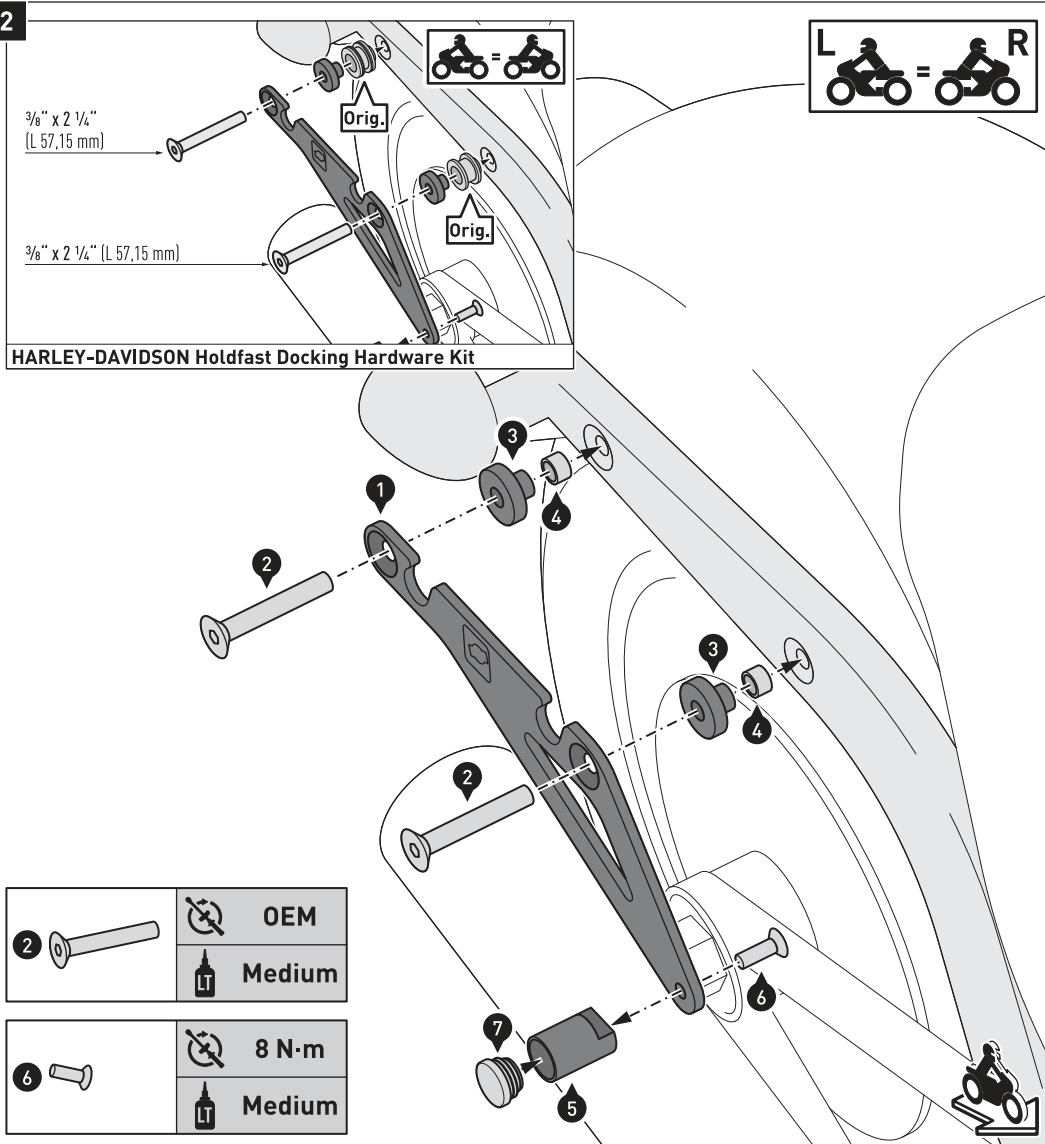 2
L = R
=
3/8“ x 2 1/4“
(L 57,15 mm)
Orig.
Orig.
3/8“ x 2 1/4“ (L 57,15 mm)
HARLEY-DAVIDSON Holdfast Docking Hardware Kit
3
1
4
2
3
4
2
2
OEM
LT
Medium
6
7
5
6
8 N·m
LT
Medium